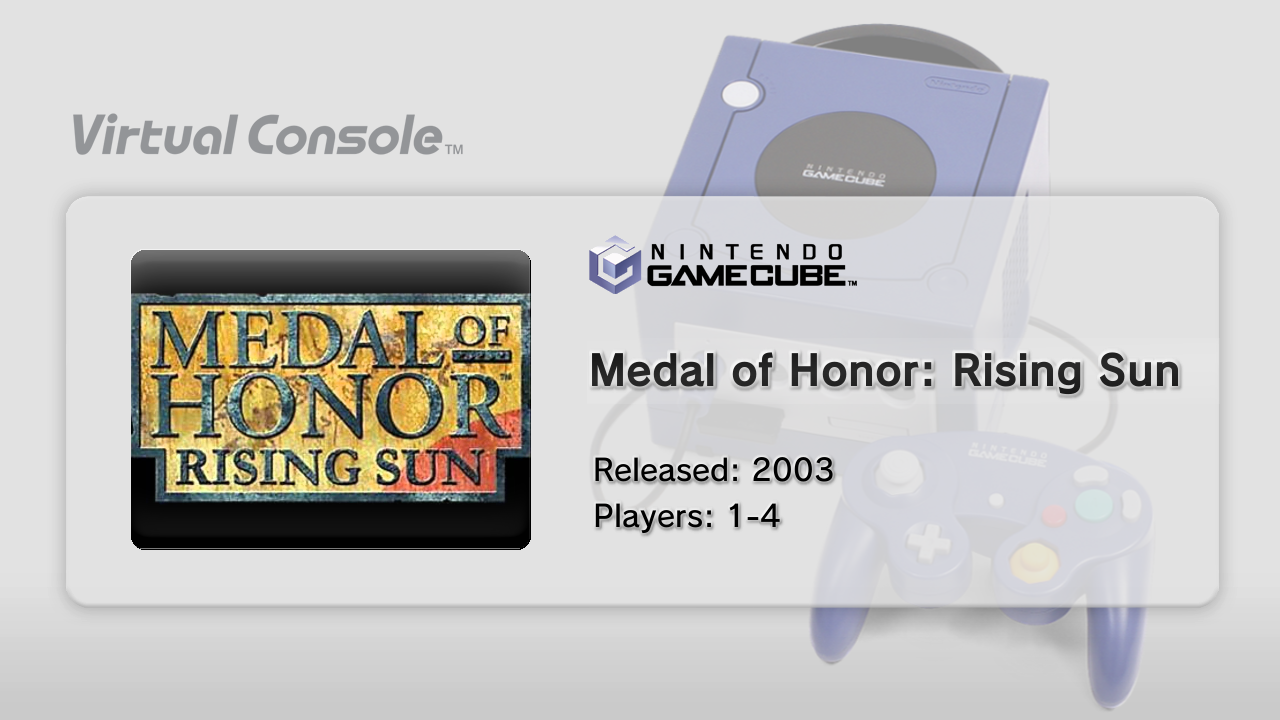 Virtual Console™
Nintendo
NINTENDO
GAMECUBE
NINTENDO
GAMECUBE™
MEDAL OF
HONOR™
RISING SUN
Medal of Honor: Rising Sun
Released: 2003
Players: 1-4
NINTENDO
GAMECUBE